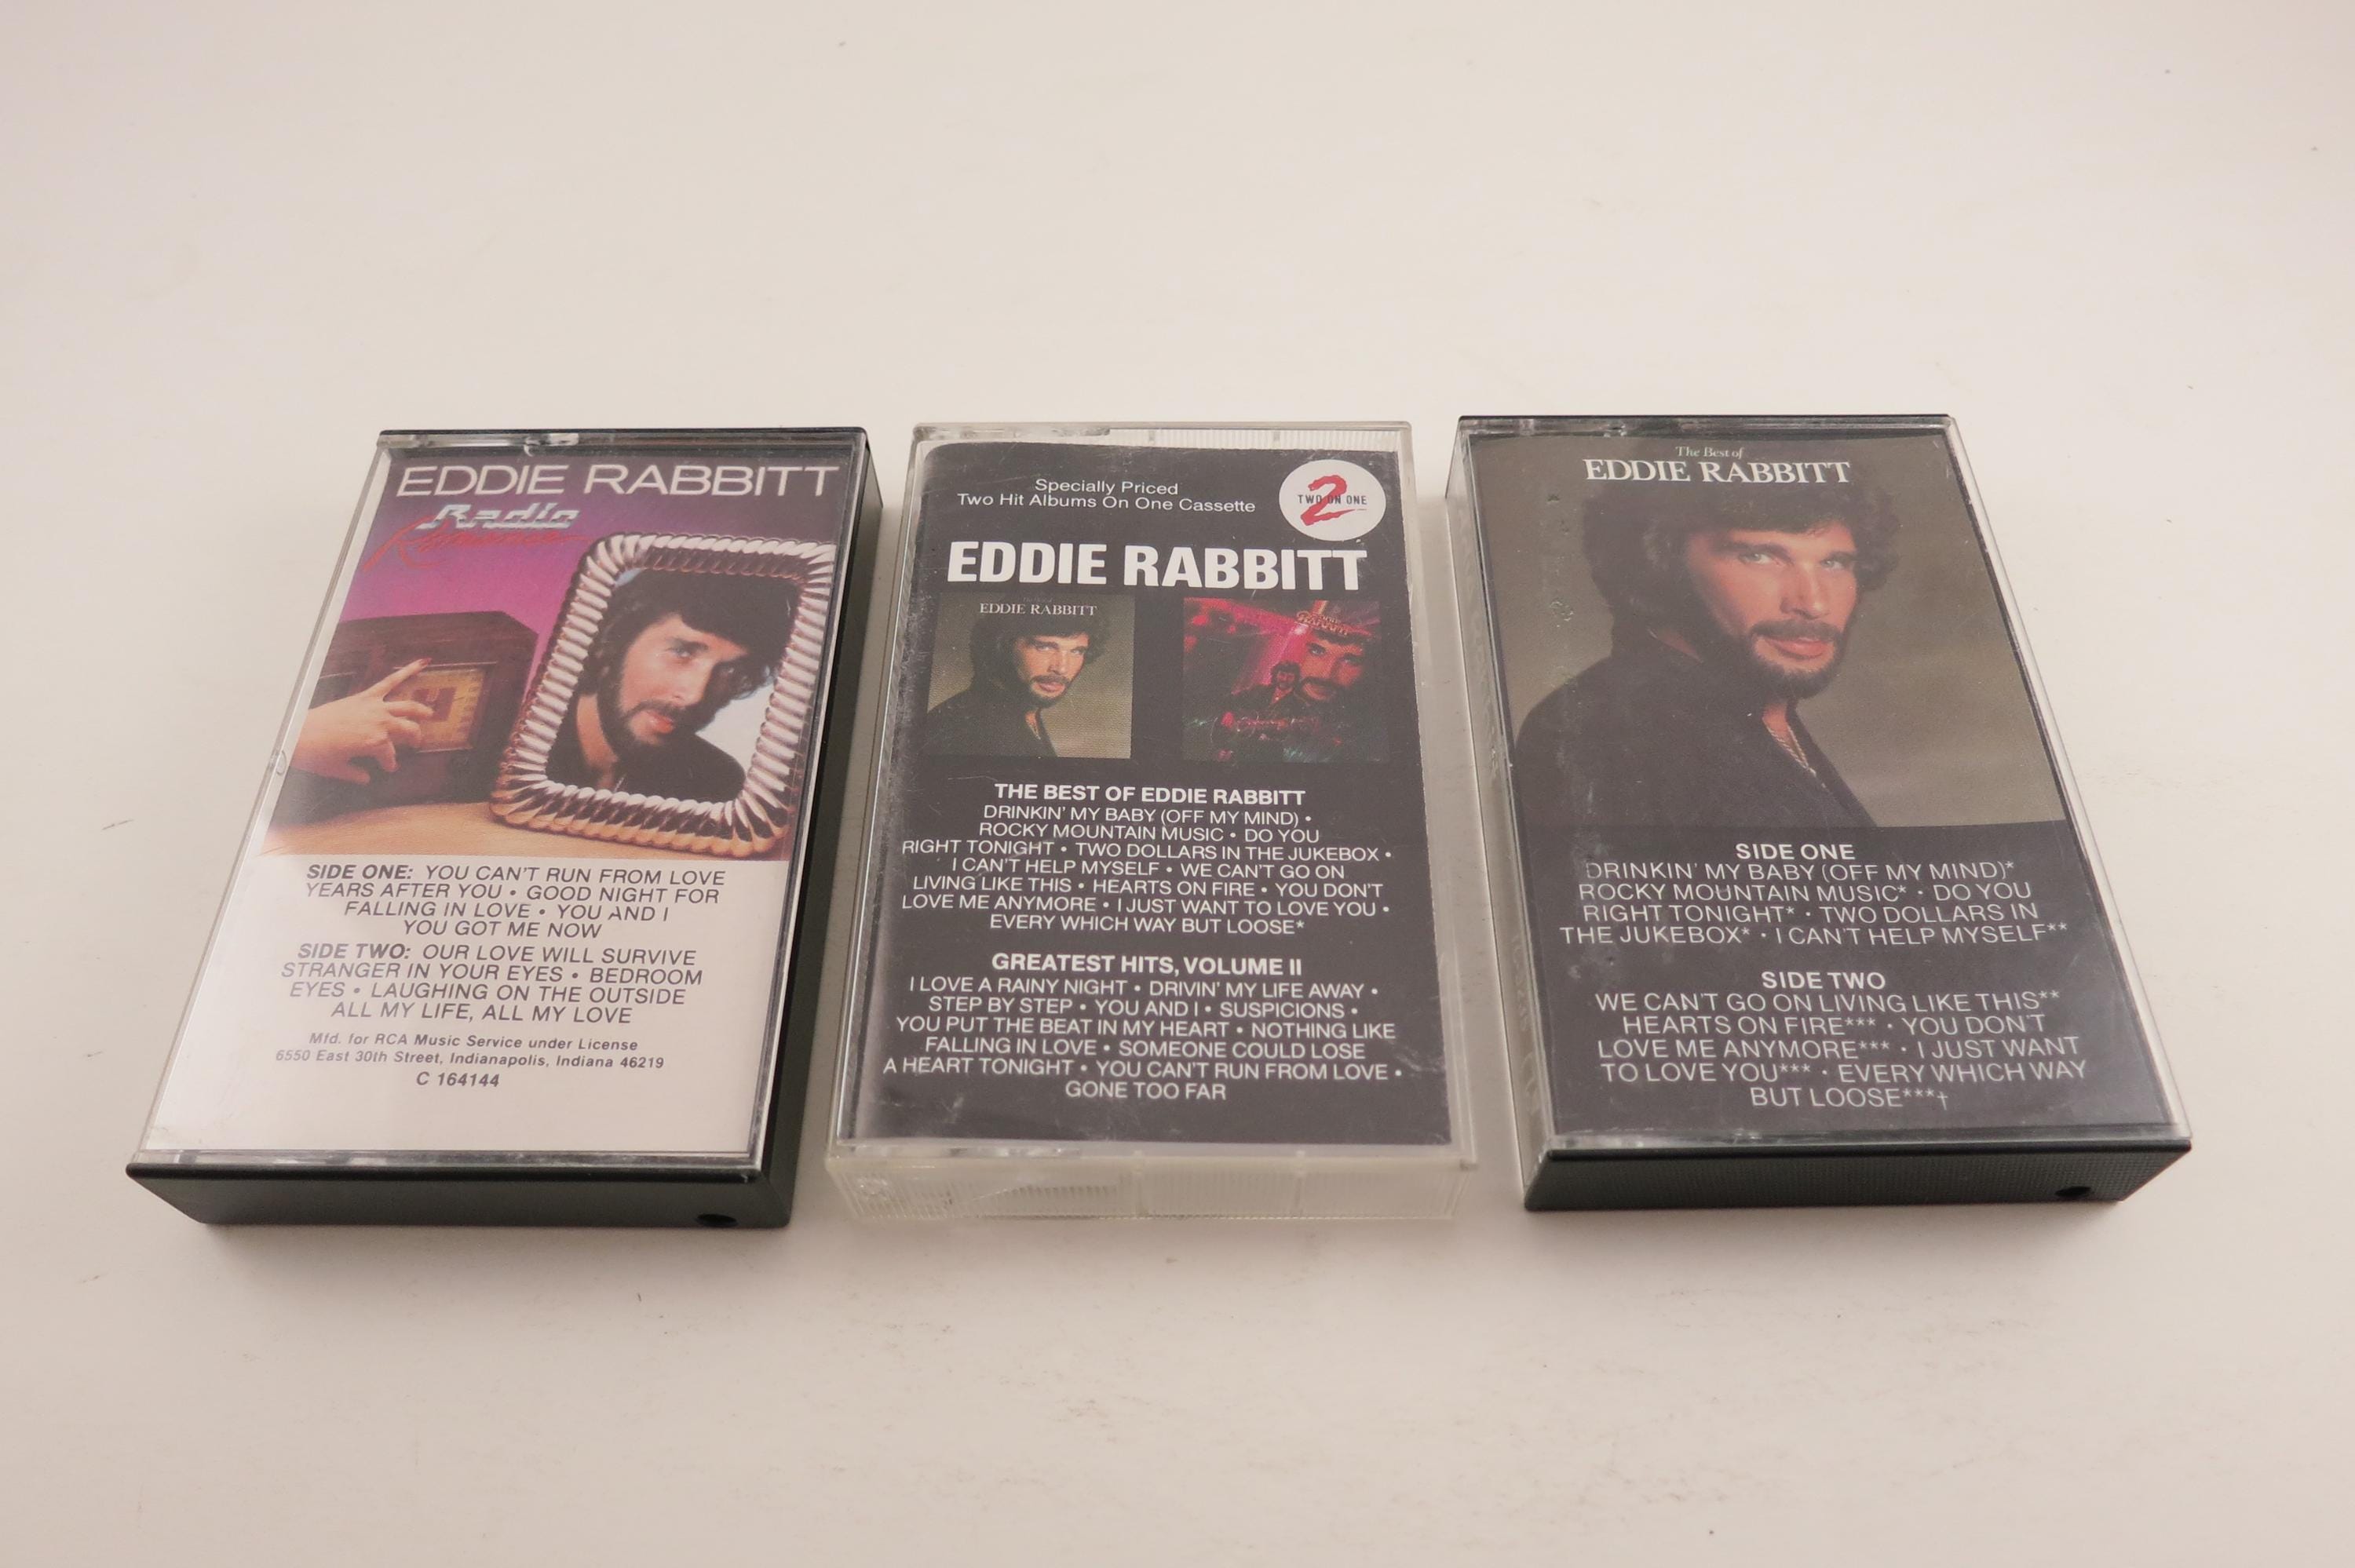 EDDIE RABBITT
Radio
Romance
SIDE ONE: YOU CAN'T RUN FROM LOVE
YEARS AFTER YOU • GOOD NIGHT FOR
FALLING IN LOVE • YOU AND I
YOU GOT ME NOW
SIDE TWO: OUR LOVE WILL SURVIVE
STRANGER IN YOUR EYES • BEDROOM
EYES • LAUGHING ON THE OUTSIDE
ALL MY LIFE, ALL MY LOVE
Mfd. for RCA Music Service under License
6550 East 30th Street, Indianapolis, Indiana 46219
C 164144
Specially Priced
Two Hit Albums On One Cassette
2
TWO ON ONE
EDDIE RABBITT
EDDIE RABBITT
THE BEST OF EDDIE RABBITT
DRINKIN' MY BABY (OFF MY MIND) •
ROCKY MOUNTAIN MUSIC • DO YOU
RIGHT TONIGHT • TWO DOLLARS IN THE JUKEBOX •
I CAN'T HELP MYSELF • WE CAN'T GO ON
LIVING LIKE THIS • HEARTS ON FIRE • YOU DON'T
LOVE ME ANYMORE • I JUST WANT TO LOVE YOU •
EVERY WHICH WAY BUT LOOSE*
GREATEST HITS, VOLUME II
I LOVE A RAINY NIGHT • DRIVIN' MY LIFE AWAY •
STEP BY STEP • YOU AND I • SUSPICIONS •
YOU PUT THE BEAT IN MY HEART • NOTHING LIKE
FALLING IN LOVE • SOMEONE COULD LOSE
A HEART TONIGHT • YOU CAN'T RUN FROM LOVE •
GONE TOO FAR
The Best of
EDDIE RABBITT
SIDE ONE
DRINKIN' MY BABY (OFF MY MIND)*
ROCKY MOUNTAIN MUSIC* • DO YOU
RIGHT TONIGHT* • TWO DOLLARS IN
THE JUKEBOX* • I CAN'T HELP MYSELF**
SIDE TWO
WE CAN'T GO ON LIVING LIKE THIS**
HEARTS ON FIRE*** • YOU DON'T
LOVE ME ANYMORE*** • I JUST WANT
TO LOVE YOU*** • EVERY WHICH WAY
BUT LOOSE***†